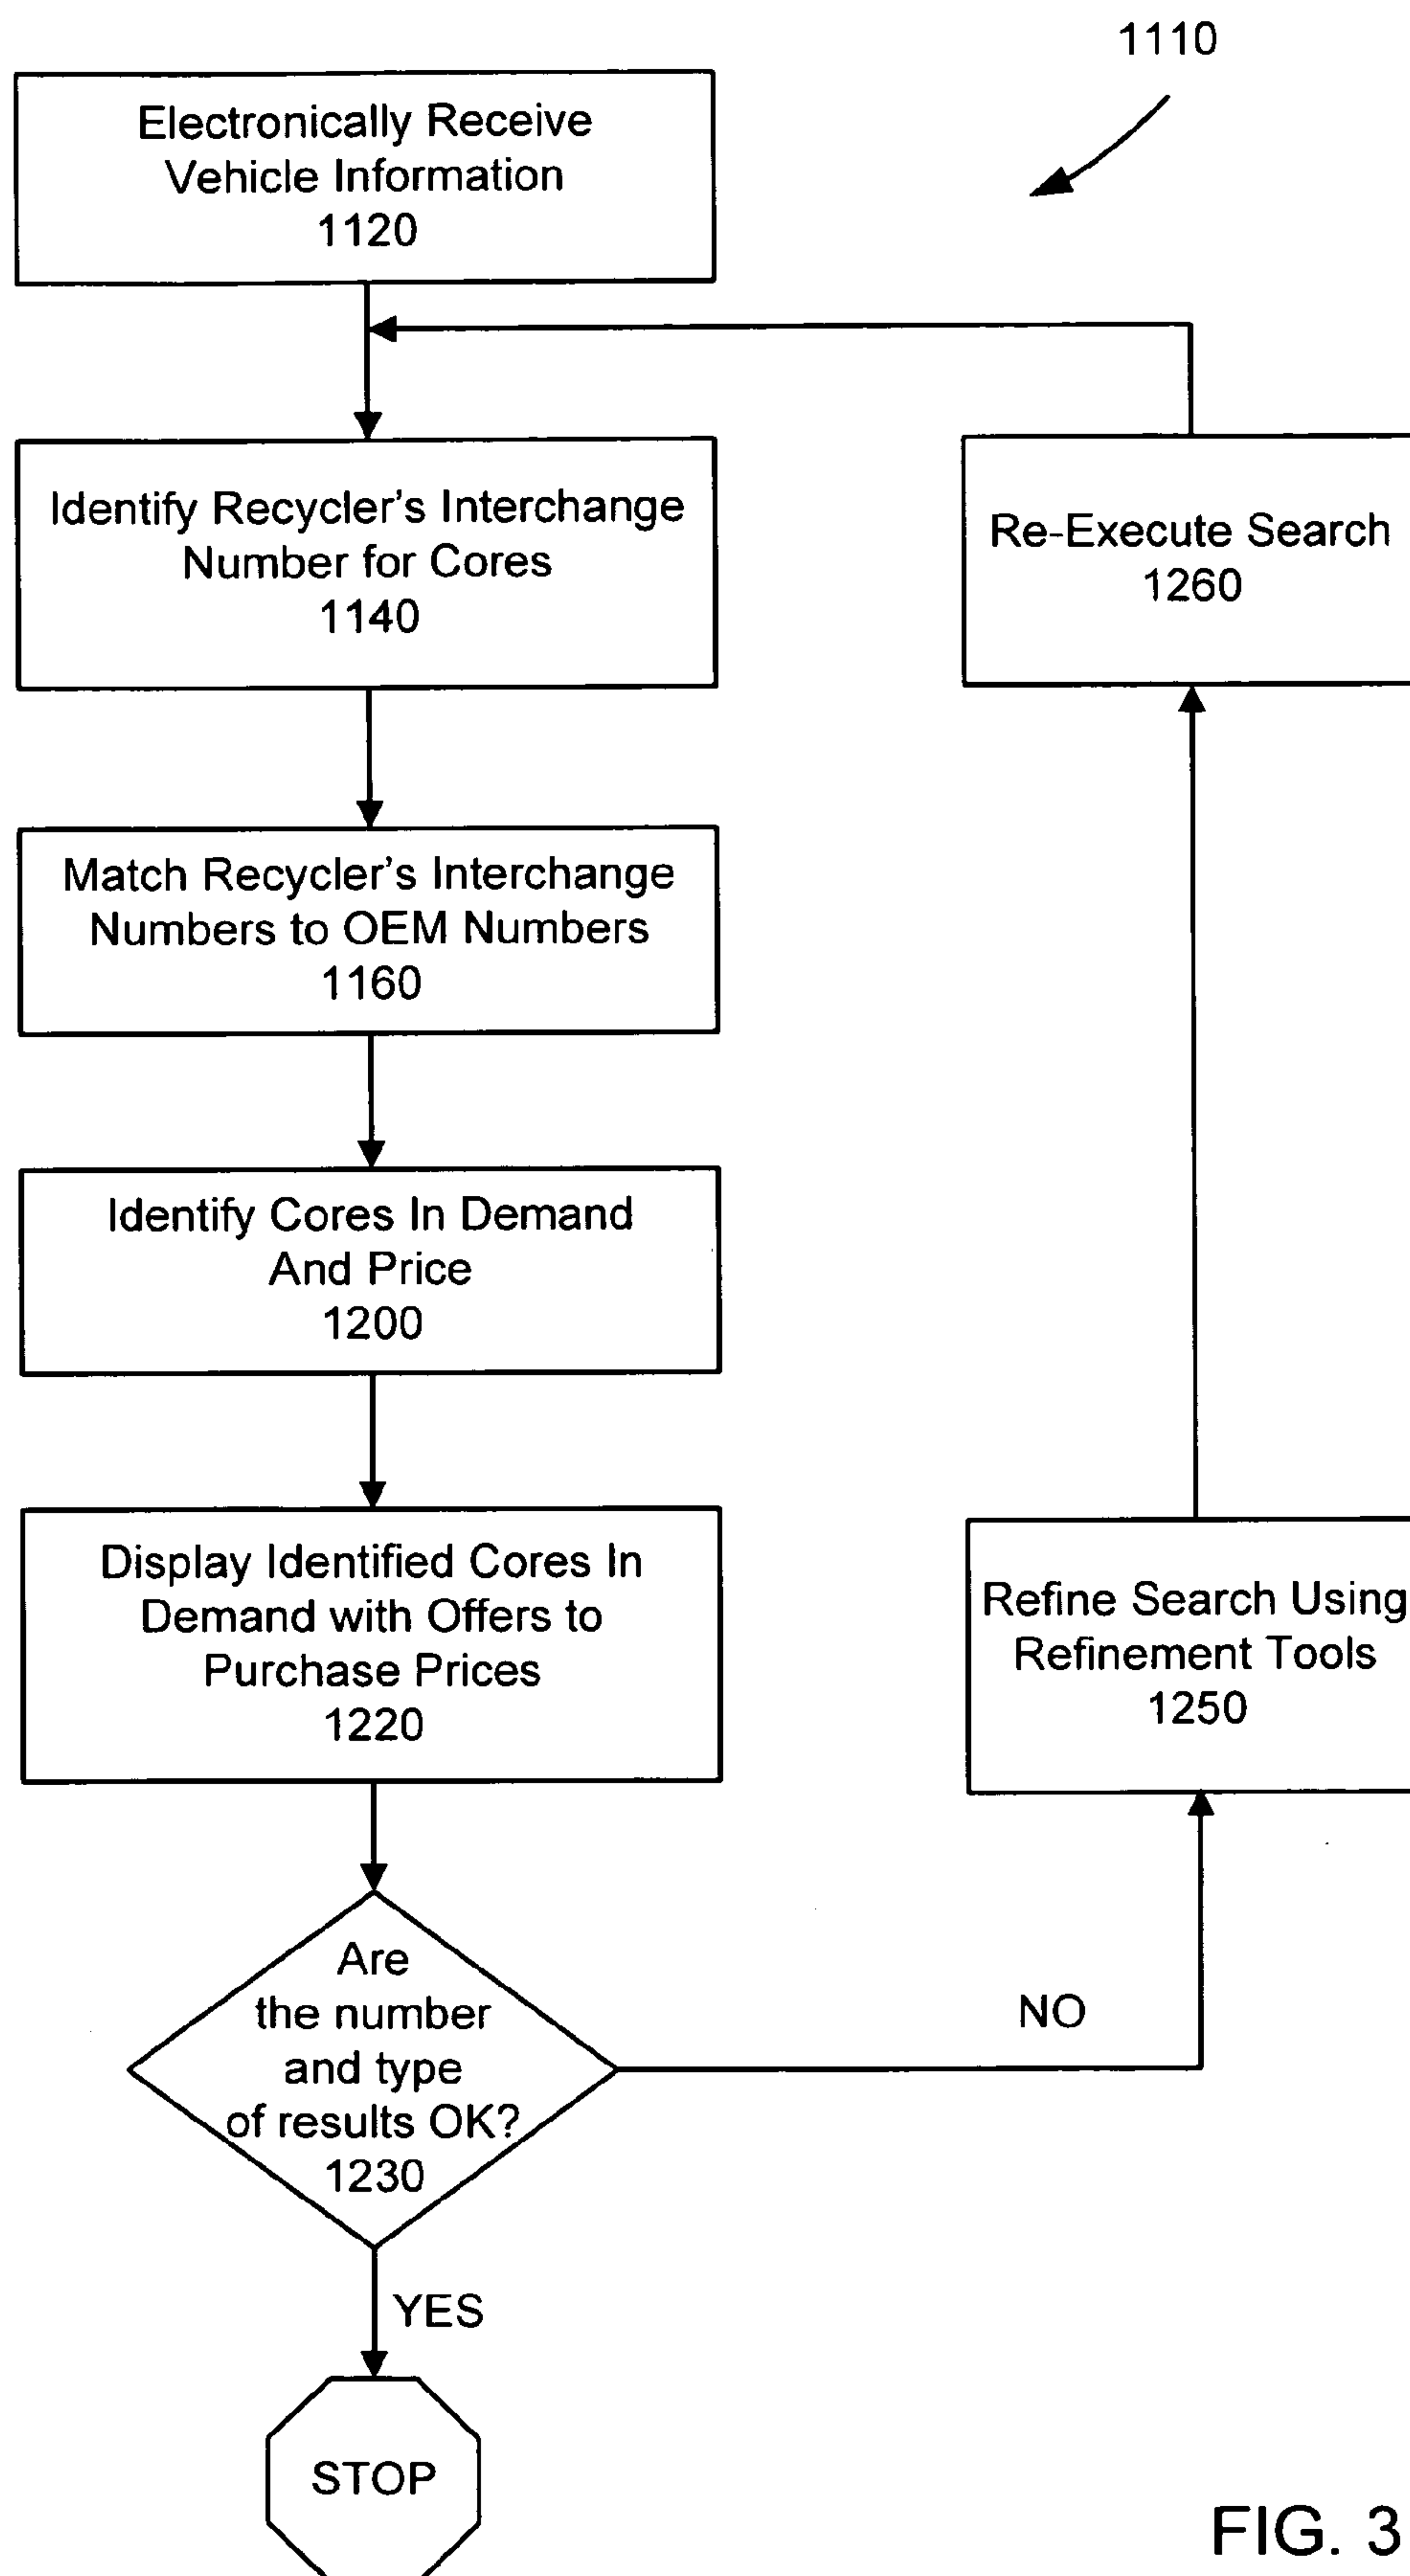 1110
Electronically Receive
Vehicle Information
1120
Identify Recycler's Interchange
Number for Cores
1140
Re-Execute Search
1260
Match Recycler's Interchange
Numbers to OEM Numbers
1160
Identify Cores In Demand
And Price
1200
Display Identified Cores In
Demand with Offers to
Purchase Prices
1220
Refine Search Using
Refinement Tools
1250
Are
the number
and type
of results OK?
1230
NO
YES
STOP
FIG. 3